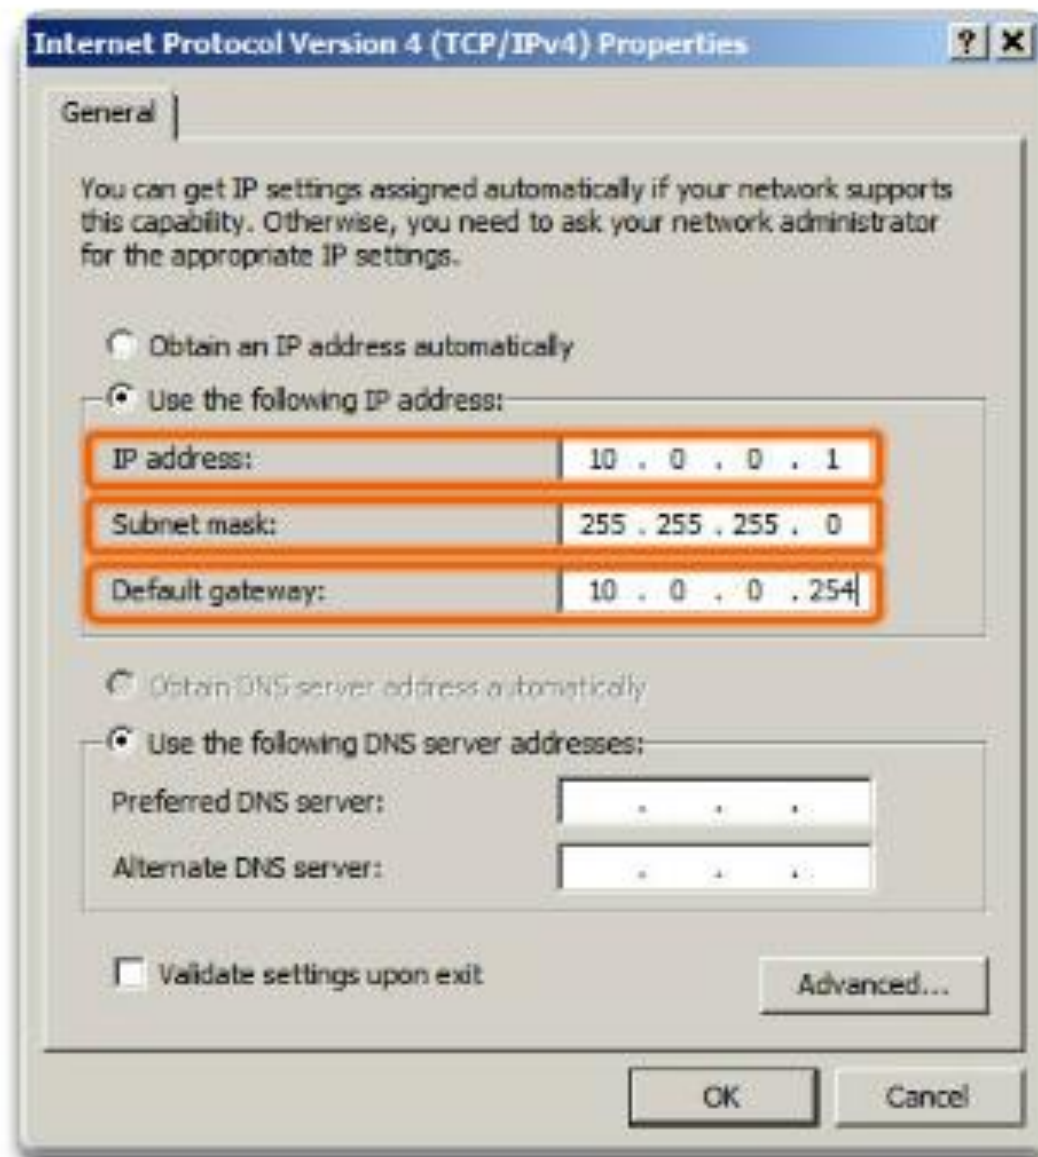 Internet Protocol Version 4 (TCP/IPv4) Properties
General
You can get IP settings assigned automatically if your network supports
this capability. Otherwise, you need to ask your network administrator
for the appropriate IP settings.
Obtain an IP address automatically
Use the following IP address:
IP address: 10 . 0 . 0 . 1
Subnet mask: 255 . 255 . 255 . 0
Default gateway: 10 . 0 . 0 . 254
Obtain DNS server address automatically
Use the following DNS server addresses:
Preferred DNS server: . . .
Alternate DNS server: . . .
Validate settings upon exit
Advanced...
OK Cancel